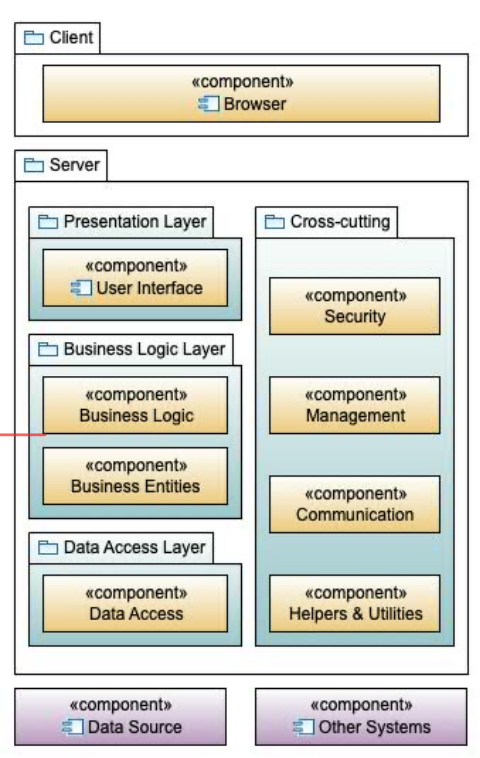 Client
«component»
Browser
Server
Presentation Layer
«component»
User Interface
Business Logic Layer
«component»
Business Logic
«component»
Business Entities
Data Access Layer
«component»
Data Access
Cross-cutting
«component»
Security
«component»
Management
«component»
Communication
«component»
Helpers & Utilities
«component»
Data Source
«component»
Other Systems